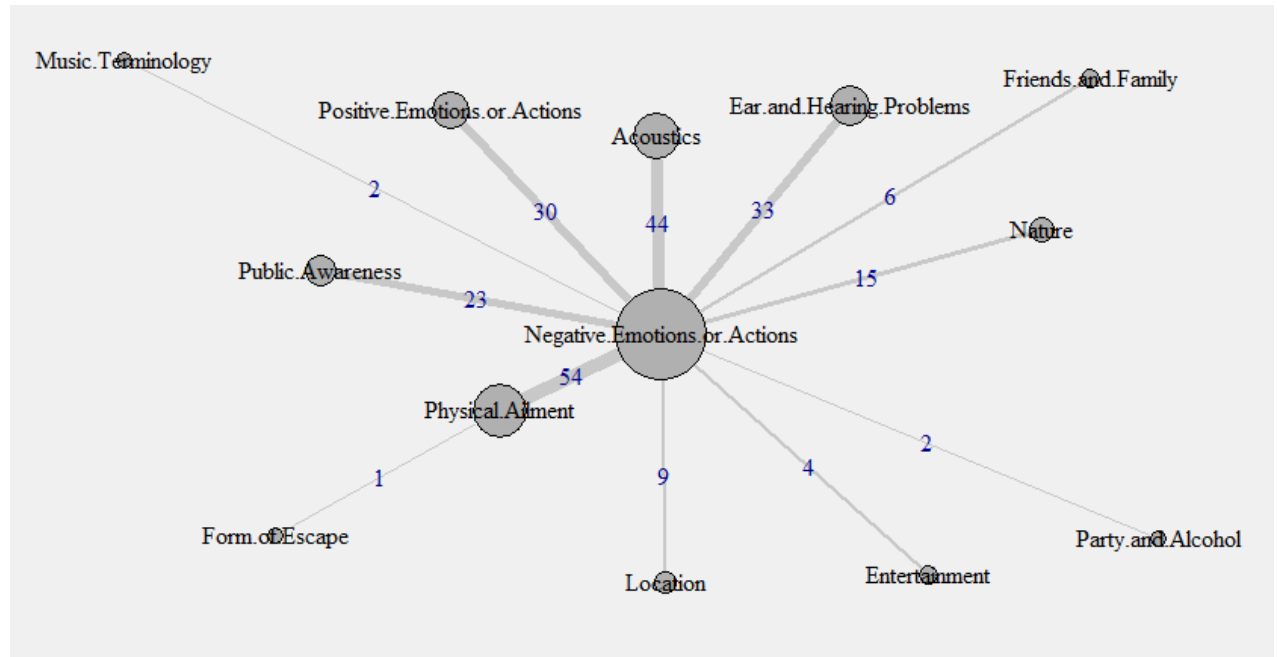 Music.Terminology
Friends.and.Family
Positive.Emotions.or.Actions
Ear.and.Hearing.Problems
Acoustics
2
30
44
33
6
Nature
Public.Awareness
15
23
Negative.Emotions.or.Actions
54
Physical.Ailment
2
4
9
1
Form.of.Escape
Party.and.Alcohol
Location
Entertainment